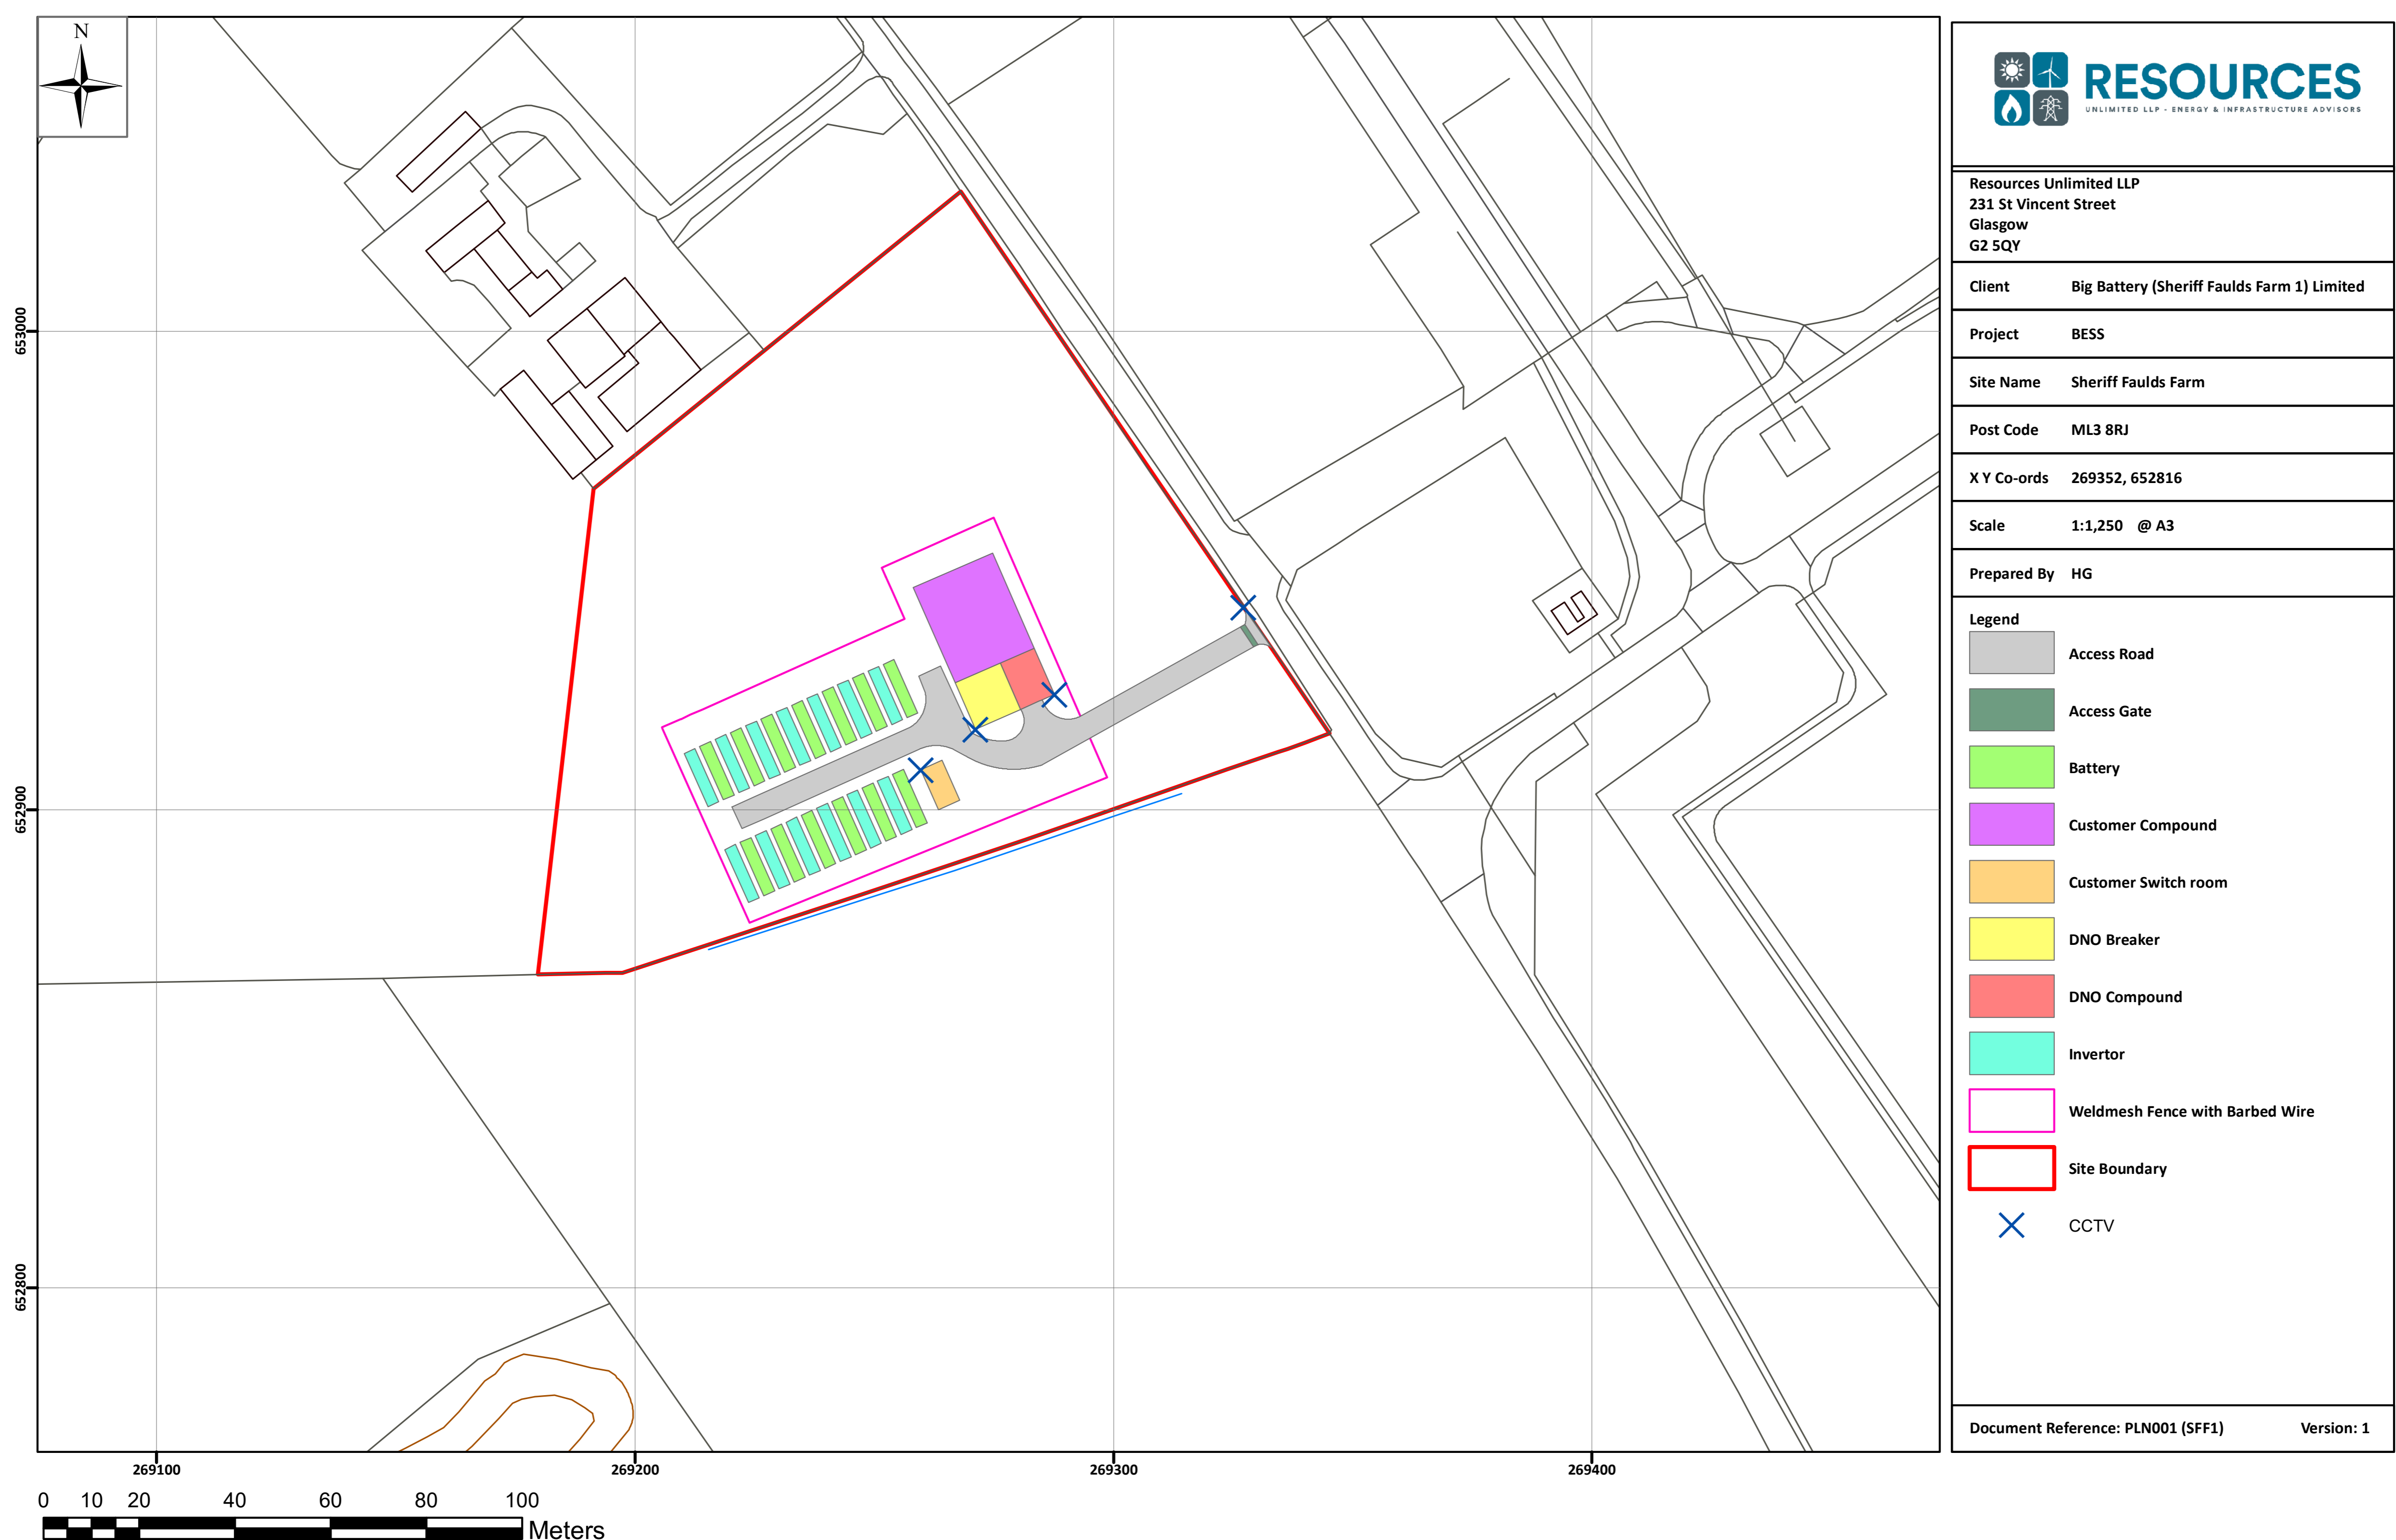 N
653000
652900
652800
269100
269200
269300
269400
0 10 20 40 60 80 100
Meters
RESOURCES
UNLIMITED LLP - ENERGY & INFRASTRUCTURE ADVISORS
Resources Unlimited LLP
231 St Vincent Street
Glasgow
G2 5QY
Client Big Battery (Sheriff Faulds Farm 1) Limited
Project BESS
Site Name Sheriff Faulds Farm
Post Code ML3 8RJ
X Y Co-ords 269352, 652816
Scale 1:1,250 @ A3
Prepared By HG
Legend
Access Road
Access Gate
Battery
Customer Compound
Customer Switch room
DNO Breaker
DNO Compound
Invertor
Weldmesh Fence with Barbed Wire
Site Boundary
CCTV
Document Reference: PLN001 (SFF1) Version: 1